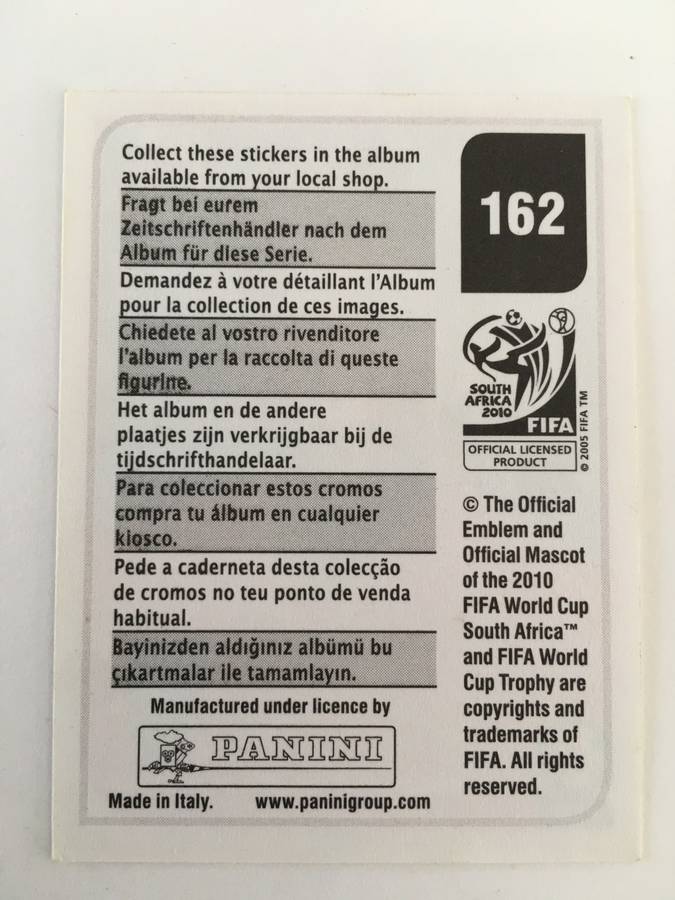 Collect these stickers in the album
available from your local shop.
Fragt bei eurem
Zeitschriftenhändler nach dem
Album für diese Serie.
Demandez à votre détaillant l'Album
pour la collection de ces images.
Chiedete al vostro rivenditore
l'album per la raccolta di queste
figurine.
Het album en de andere
plaatjes zijn verkrijgbaar bij de
tijdschrifthandelaar.
Para coleccionar estos cromos
compra tu álbum en cualquier
kiosco.
Pede a caderneta desta colecção
de cromos no teu ponto de venda
habitual.
Bayinizden aldığınız albümü bu
çıkartmalar ile tamamlayın.
Manufactured under licence by
PANINI
Made in Italy. www.paninigroup.com
162
SOUTH
AFRICA
2010
FIFA
OFFICIAL LICENSED
PRODUCT
© 2005 FIFA TM
© The Official
Emblem and
Official Mascot
of the 2010
FIFA World Cup
South Africa™
and FIFA World
Cup Trophy are
copyrights and
trademarks of
FIFA. All rights
reserved.